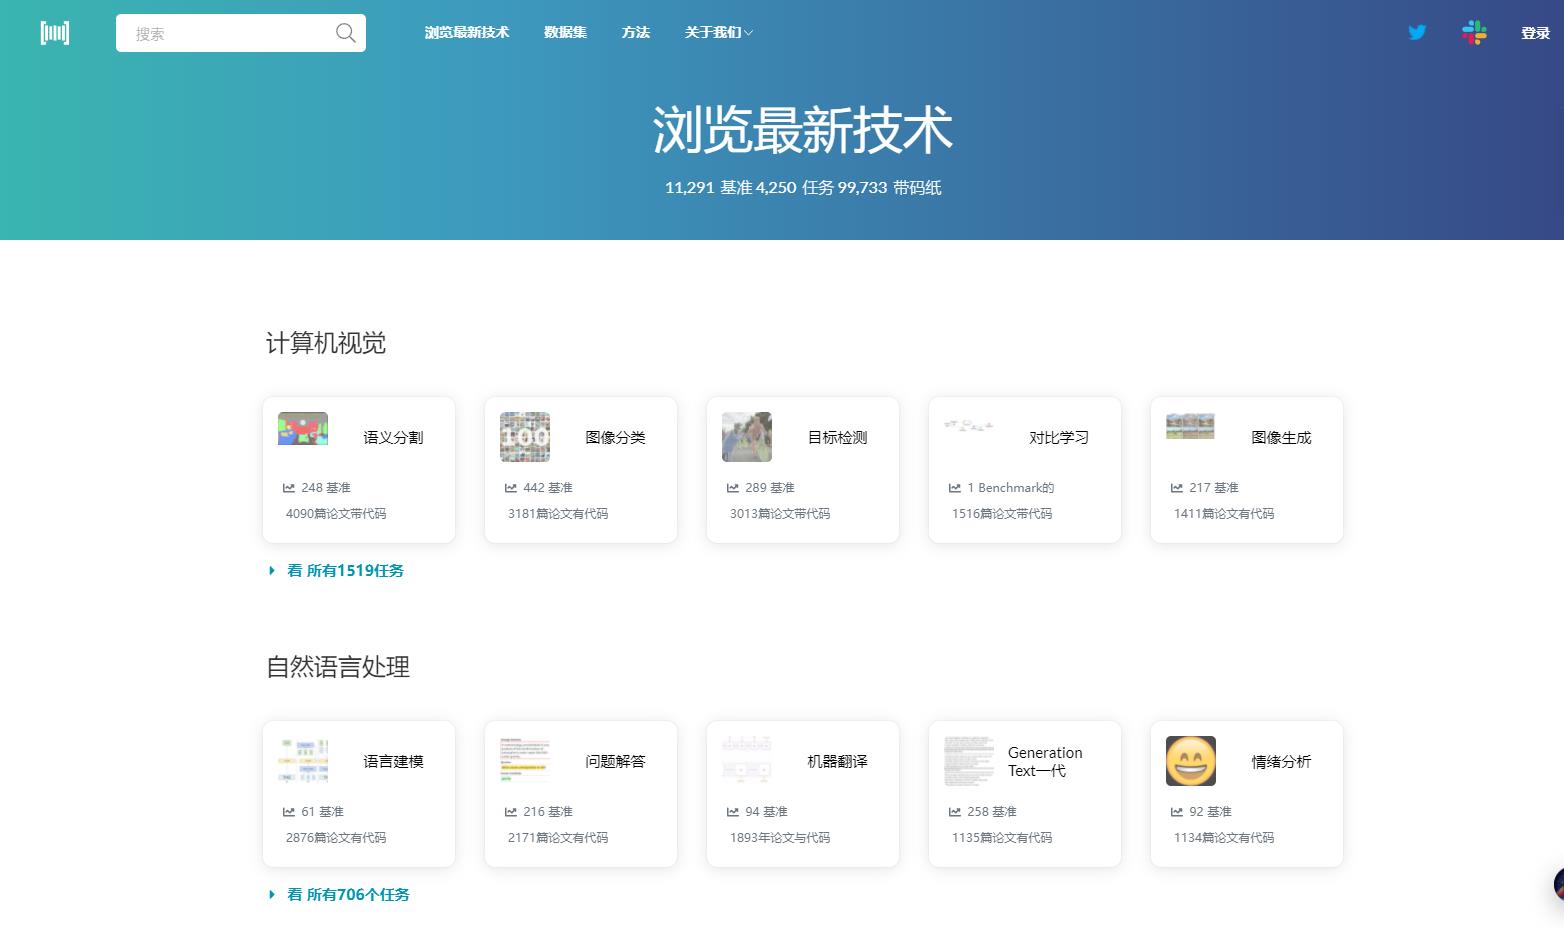 搜索
浏览最新技术 数据集 方法 关于我们 登录
浏览最新技术
11,291 基准 4,250 任务 99,733 带码纸
计算机视觉
语义分割 图像分类 目标检测 对比学习 图像生成
248 基准 442 基准 289 基准 1 Benchmark的 217 基准
4090篇论文带代码 3181篇论文有代码 3013篇论文带代码 1516篇论文带代码 1411篇论文有代码
看 所有1519任务
自然语言处理
语言建模 问题解答 机器翻译 Generation 情绪分析
Text一代
61 基准 216 基准 94 基准 258 基准 92 基准
2876篇论文有代码 2171篇论文有代码 1893年论文与代码 1135篇论文有代码 1134篇论文有代码
看 所有706个任务